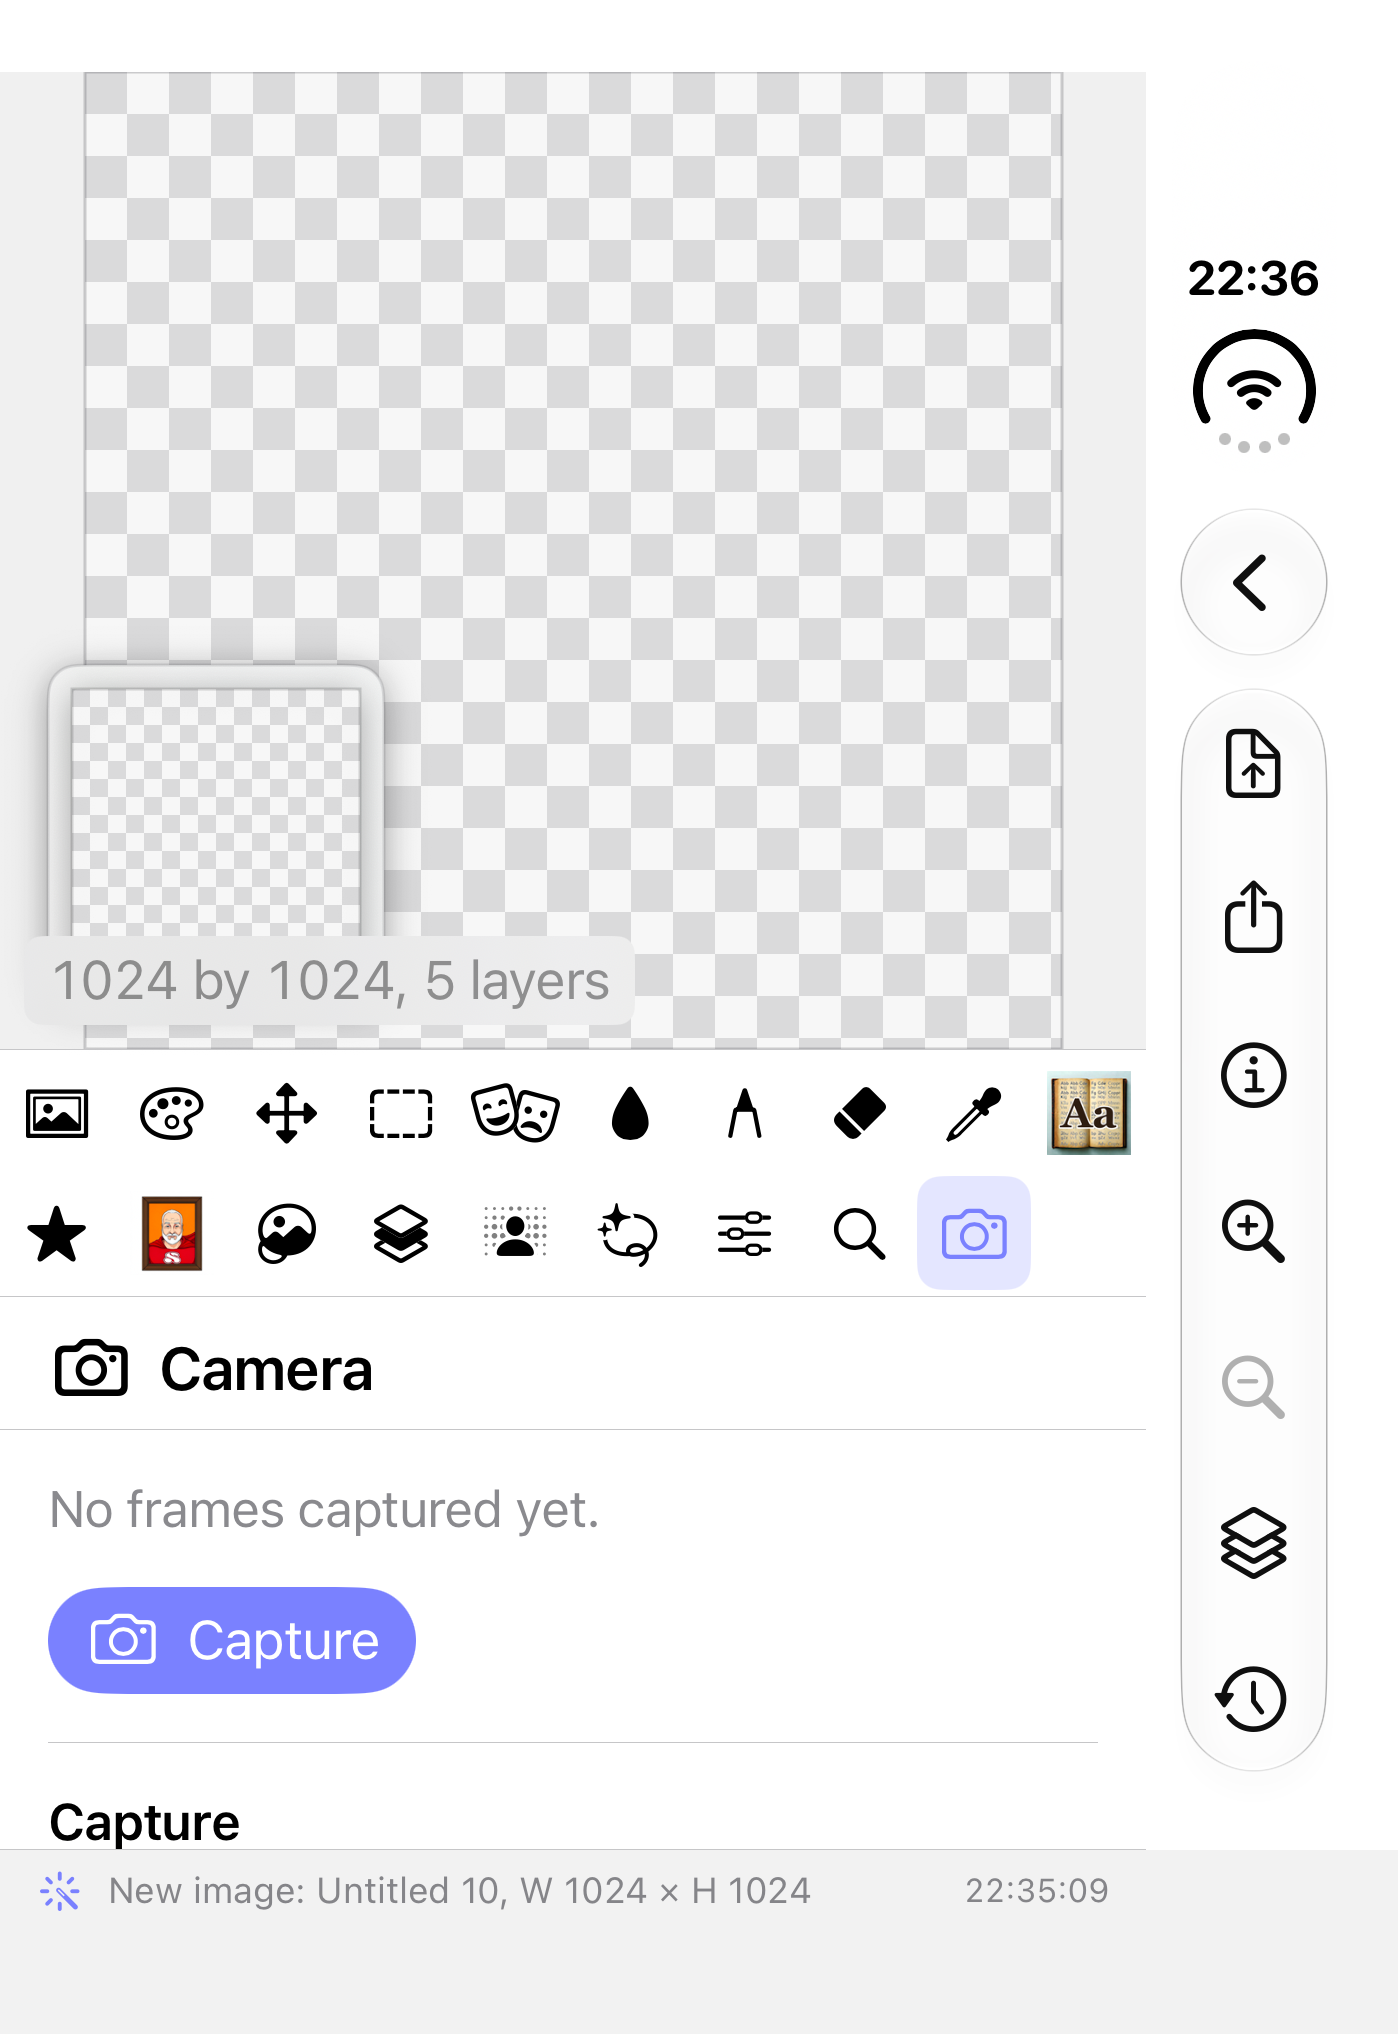 22:36
1024 by 1024, 5 layers
Aa
Camera
No frames captured yet.
Capture
Capture
New image: Untitled 10, W 1024 × H 1024
22:35:09